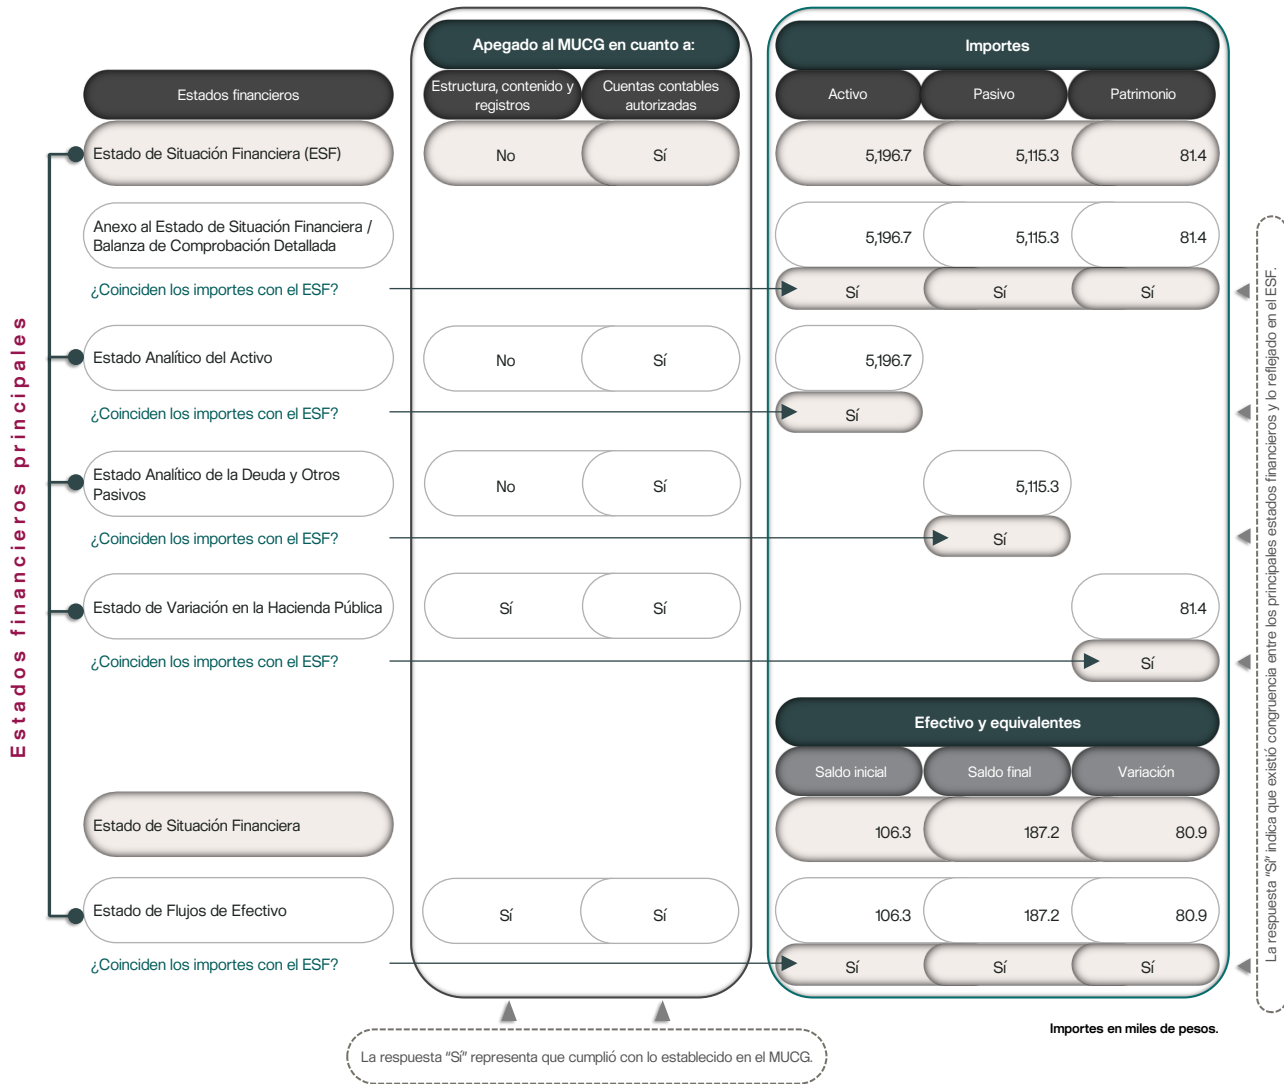 Apegado al MUCG en cuanto a:
Importes
Estados financieros
Estructura, contenido y
registros
Cuentas contables
autorizadas
Activo
Pasivo
Patrimonio
Estado de Situación Financiera (ESF)
No
Sí
5,196.7
5,115.3
81.4
Anexo al Estado de Situación Financiera /
Balanza de Comprobación Detallada
5,196.7
5,115.3
81.4
¿Coinciden los importes con el ESF?
Sí
Sí
Sí
Estado Analítico del Activo
No
Sí
5,196.7
¿Coinciden los importes con el ESF?
Sí
Estado Analítico de la Deuda y Otros
Pasivos
No
Sí
5,115.3
¿Coinciden los importes con el ESF?
Sí
Estado de Variación en la Hacienda Pública
Sí
Sí
81.4
¿Coinciden los importes con el ESF?
Sí
Efectivo y equivalentes
Saldo inicial
Saldo final
Variación
Estado de Situación Financiera
106.3
187.2
80.9
Estado de Flujos de Efectivo
Sí
Sí
106.3
187.2
80.9
¿Coinciden los importes con el ESF?
Sí
Sí
Sí
Estados financieros principales
La respuesta “Sí” indica que existió congruencia entre los principales estados financieros y lo reflejado en el ESF.
Importes en miles de pesos.
La respuesta “Sí” representa que cumplió con lo establecido en el MUCG.